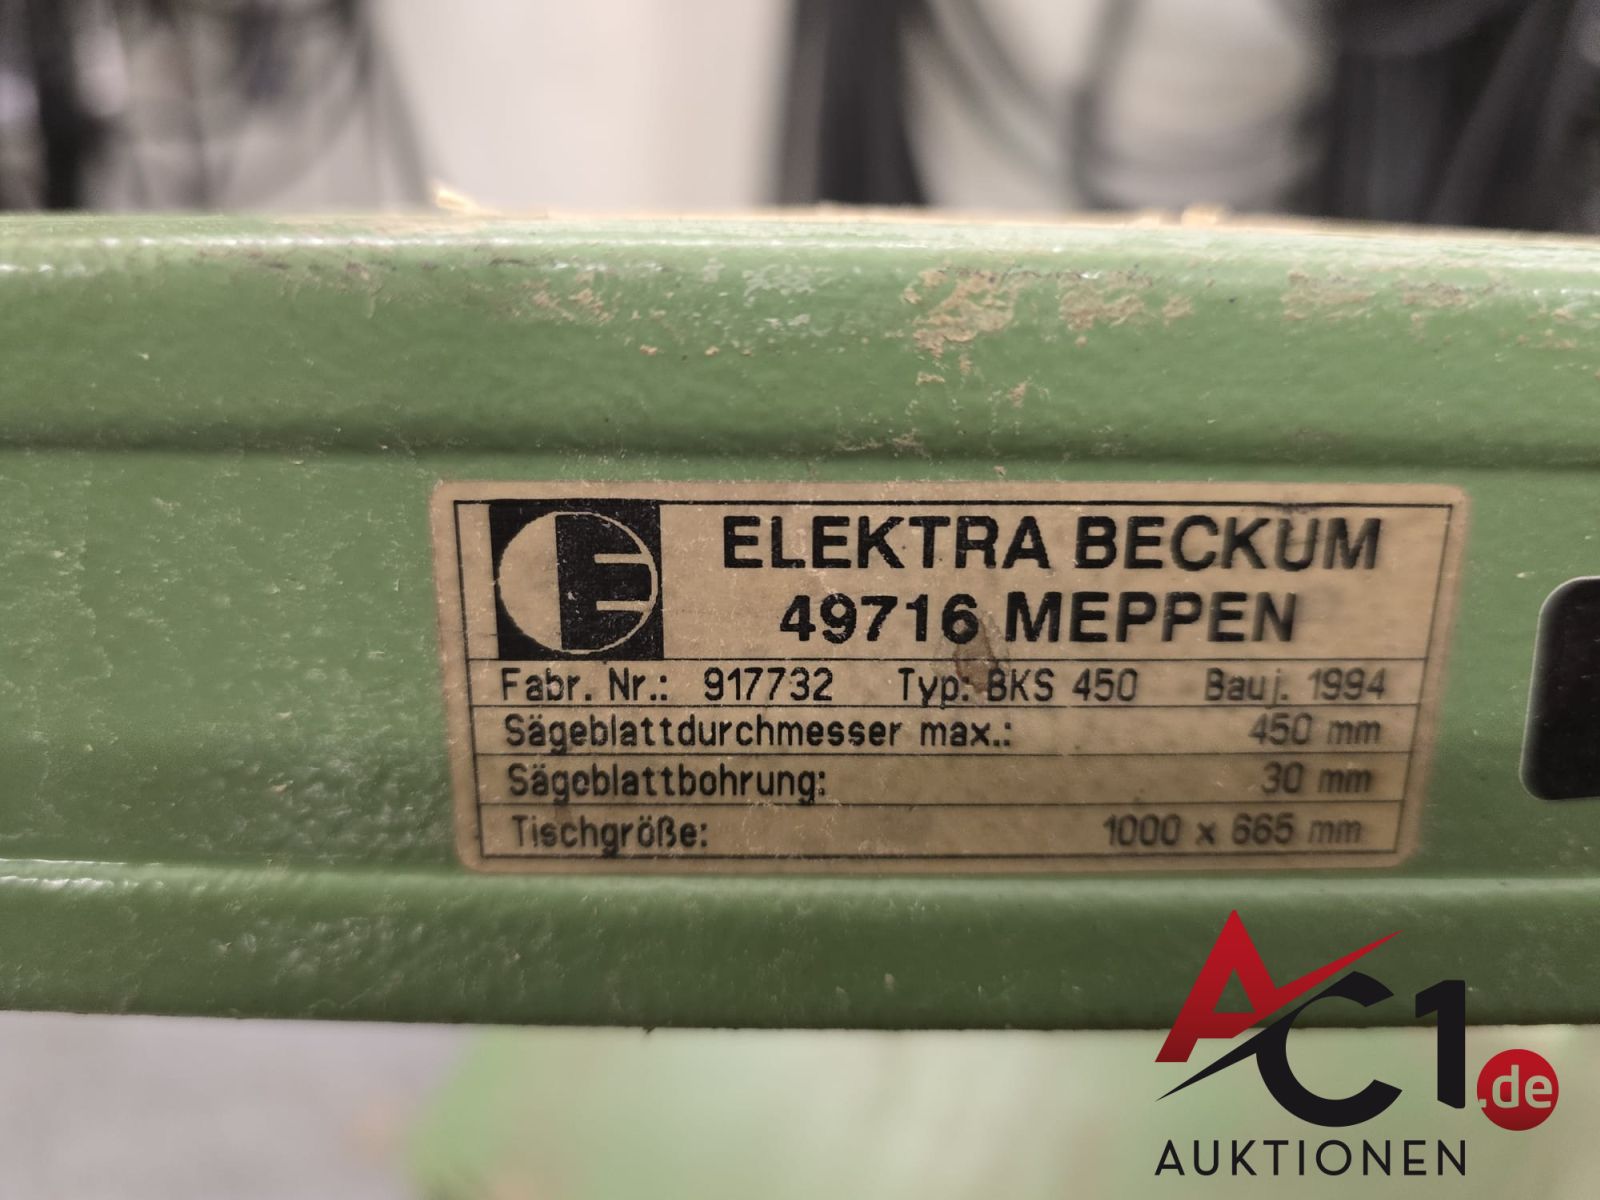 E
ELEKTRA BECKUM
49716 MEPPEN
Fabr. Nr.: 917732 Typ: BKS 450 Bauj. 1994
Sägeblattdurchmesser max.: 450 mm
Sägeblattbohrung: 30 mm
Tischgröße: 1000 x 665 mm
AC1.de
AUKTIONEN